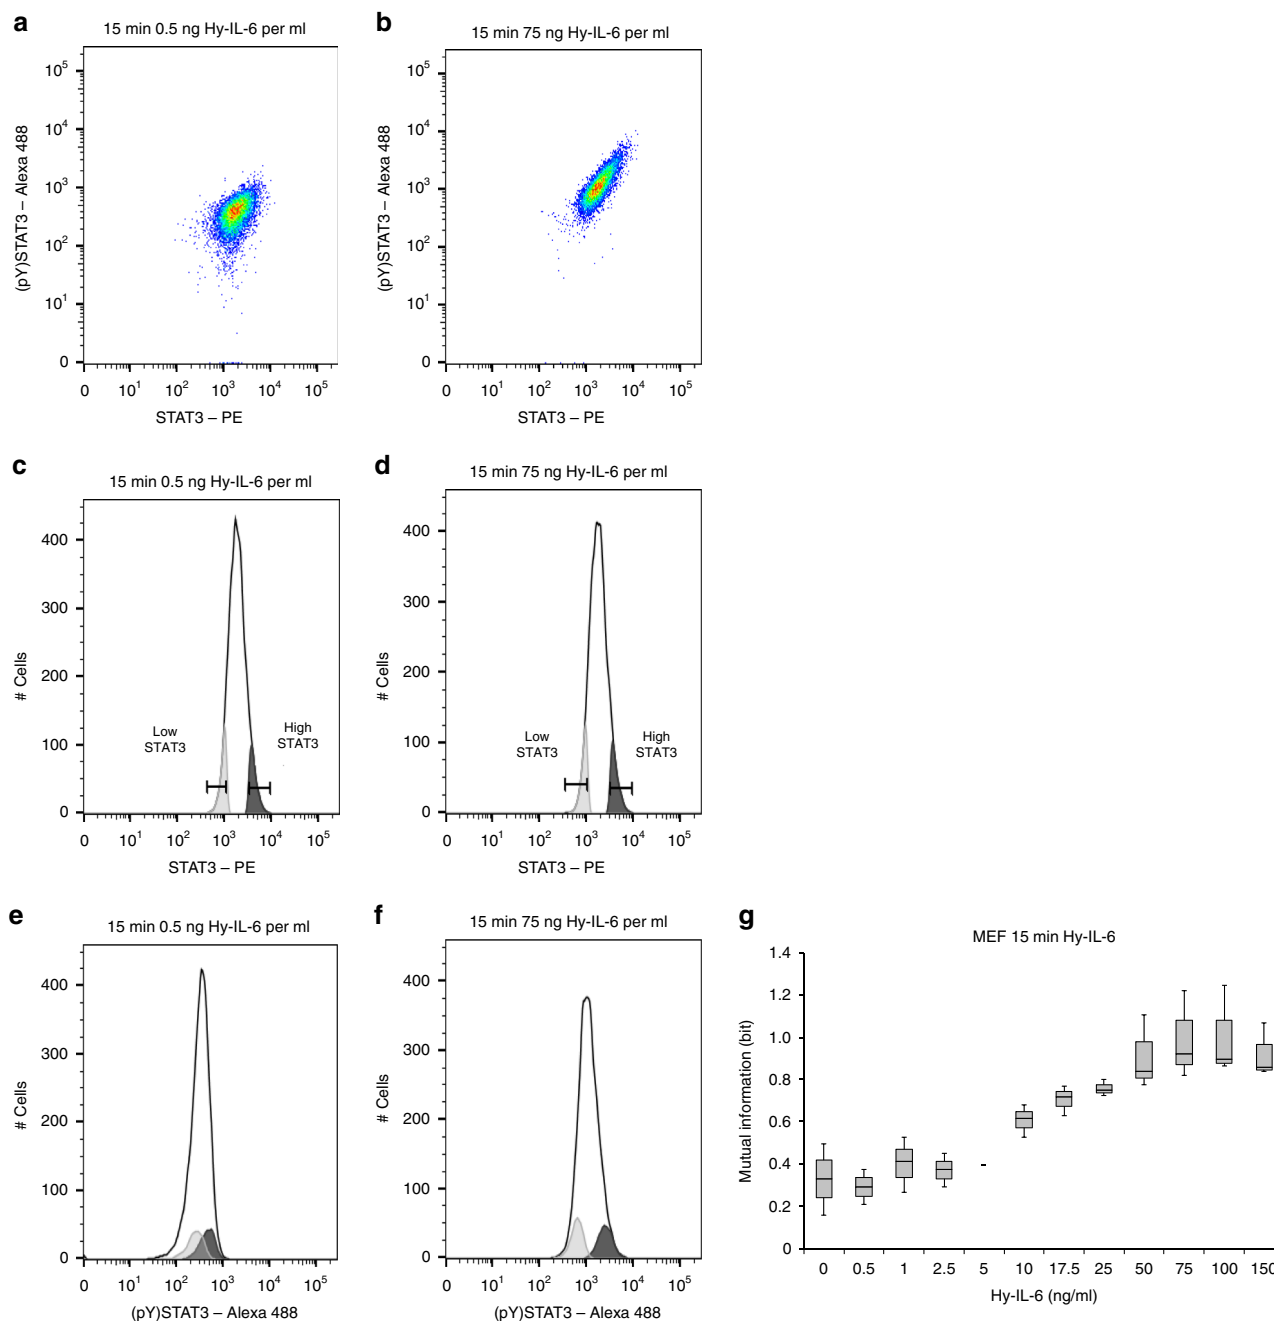 a
15 min 0.5 ng Hy-IL-6 per ml
(pY)STAT3 – Alexa 488
10^5
10^4
10^3
10^2
10^1
0
0 10^1 10^2 10^3 10^4 10^5
STAT3 – PE
b
15 min 75 ng Hy-IL-6 per ml
(pY)STAT3 – Alexa 488
10^5
10^4
10^3
10^2
10^1
0
0 10^1 10^2 10^3 10^4 10^5
STAT3 – PE
c
15 min 0.5 ng Hy-IL-6 per ml
# Cells
400
300
200
100
0
Low
STAT3
High
STAT3
0 10^1 10^2 10^3 10^4 10^5
STAT3 – PE
d
15 min 75 ng Hy-IL-6 per ml
# Cells
400
300
200
100
0
Low
STAT3
High
STAT3
0 10^1 10^2 10^3 10^4 10^5
STAT3 – PE
e
15 min 0.5 ng Hy-IL-6 per ml
# Cells
400
300
200
100
0
0 10^1 10^2 10^3 10^4 10^5
(pY)STAT3 – Alexa 488
f
15 min 75 ng Hy-IL-6 per ml
# Cells
400
300
200
100
0
0 10^1 10^2 10^3 10^4 10^5
(pY)STAT3 – Alexa 488
g
MEF 15 min Hy-IL-6
Mutual information (bit)
1.4
1.2
1.0
0.8
0.6
0.4
0.2
0
0 0.5 1 2.5 5 10 17.5 25 50 75 100 150
Hy-IL-6 (ng/ml)